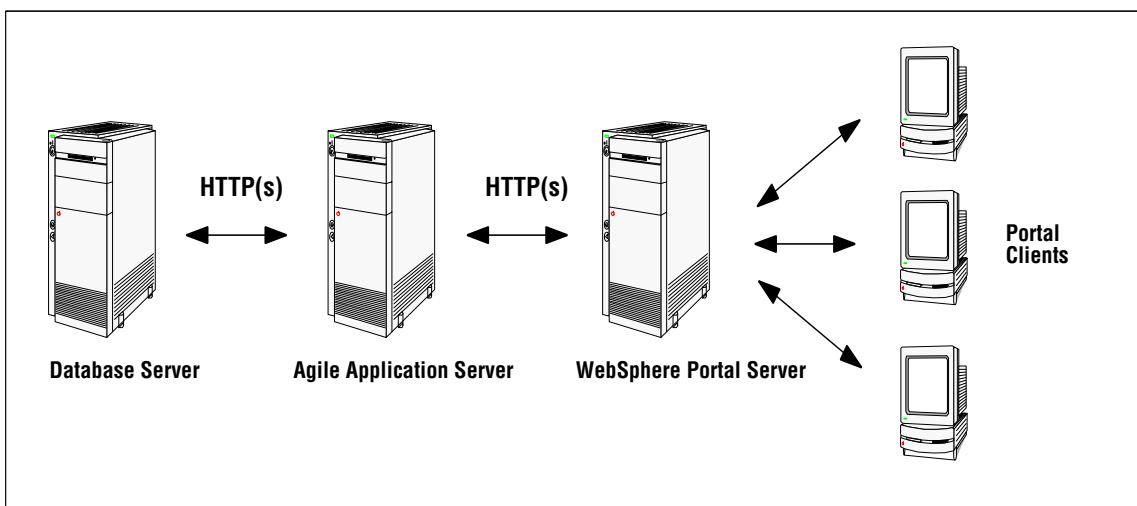 HTTP(s)
HTTP(s)
Portal
Clients
Database Server
Agile Application Server
WebSphere Portal Server